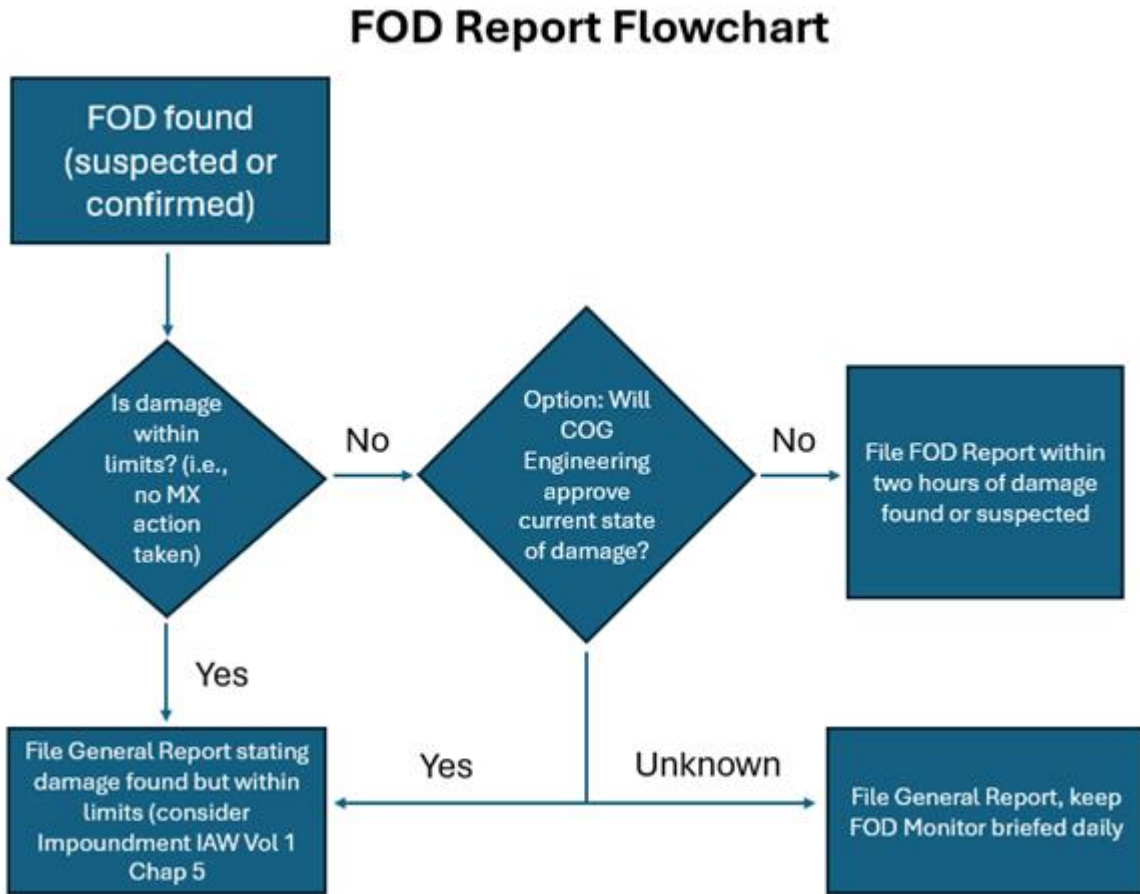 FOD Report Flowchart
FOD found
(suspected or
confirmed)
Is damage
within
limits? (i.e.,
no MX
action
taken)
No
Option: Will
COG
Engineering
approve
current state
of damage?
No
File FOD Report within
two hours of damage
found or suspected
Yes
File General Report stating
damage found but within
limits (consider
Impoundment IAW Vol 1
Chap 5
Yes
Unknown
File General Report, keep
FOD Monitor briefed daily